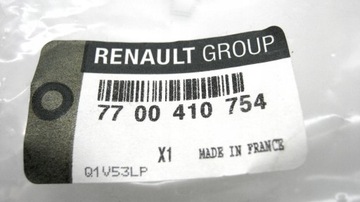 RENAULT GROUP
77 00 410 754
X1 MADE IN FRANCE
Q1V53LP